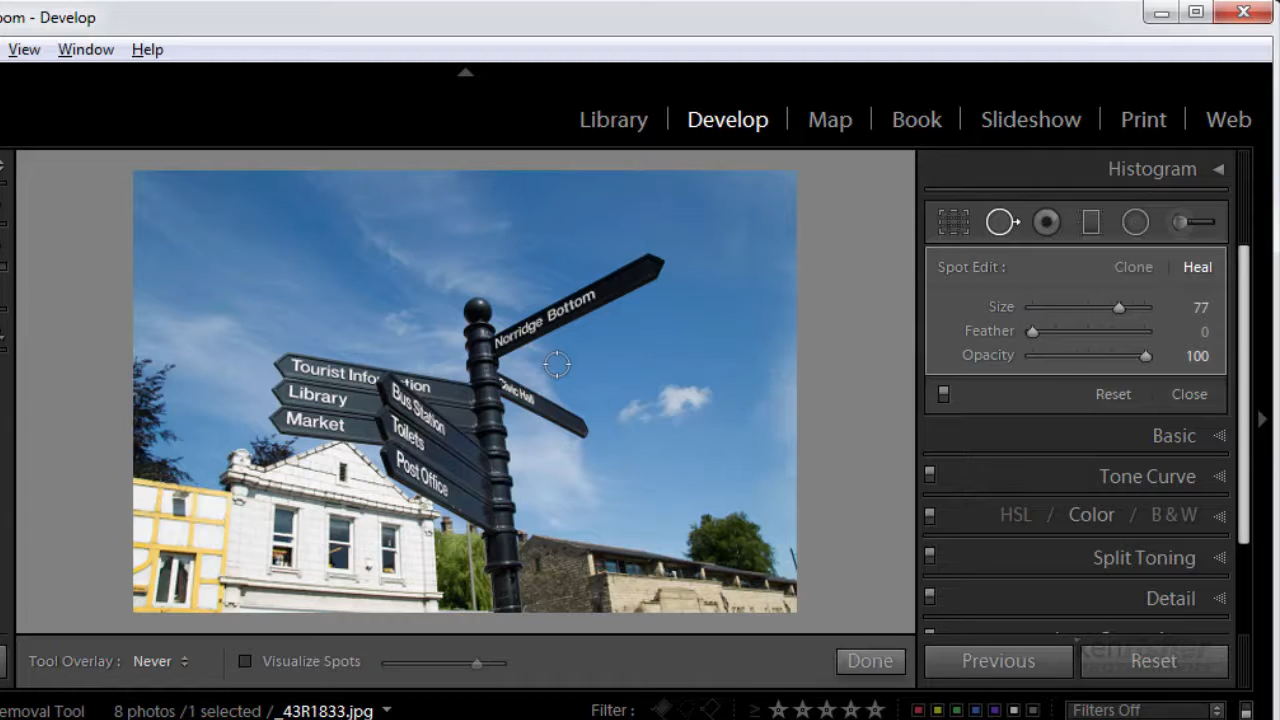 oom - Develop
View Window Help
Library Develop Map Book Slideshow Print Web
Histogram
Spot Edit : Clone Heal
Size 77
Feather 0
Opacity 100
Reset Close
Basic
Tone Curve
HSL / Color / B & W
Split Toning
Detail
Norridge Bottom
Civic Hall
Tourist Info tion
Library
Market
Bus Station
Toilets
Post Office
Tool Overlay : Never Visualize Spots Done
Previous Reset
emoval Tool 8 photos /1 selected /_43R1833.jpg Filter : Filters Off